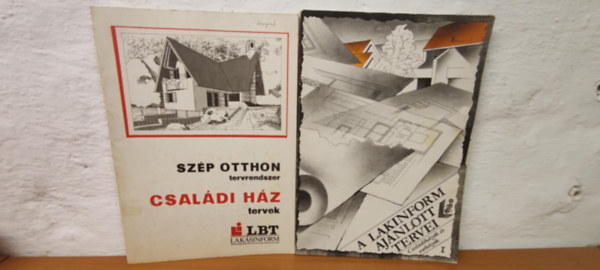 SZÉP OTTHON
tervrendszer
CSALÁDI HÁZ
tervek
LBT
LAKÁSINFORM
A LAKINFORM
AJÁNLOTT
TERVEI